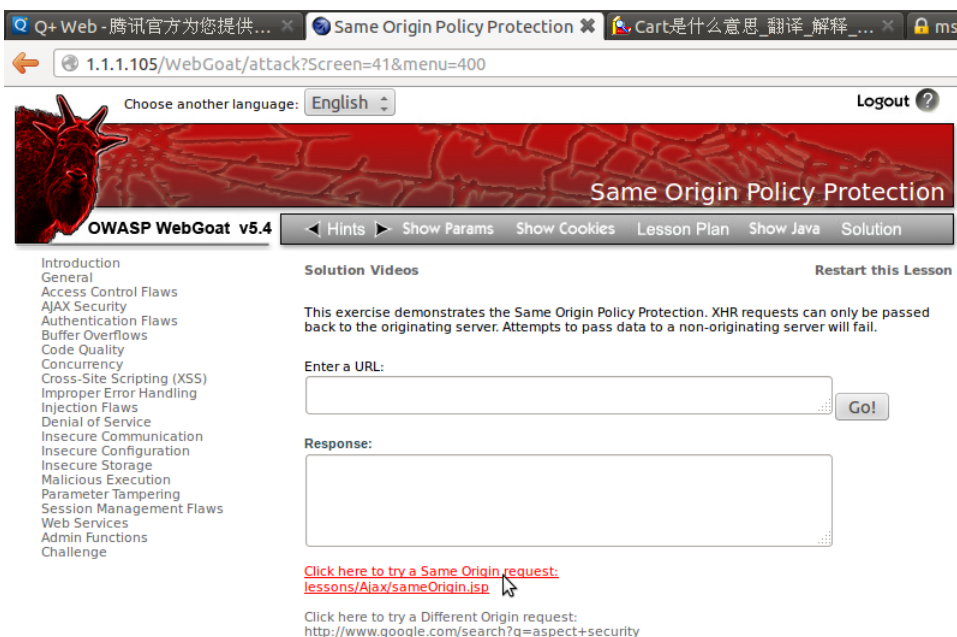 Q+ Web -腾讯官方为您提供...
Same Origin Policy Protection
Cart是什么意思_翻译_解释_...
ms
1.1.1.105/WebGoat/attack?Screen=41&menu=400
Choose another language: English
Logout ?
Same Origin Policy Protection
OWASP WebGoat v5.4
Hints Show Params Show Cookies Lesson Plan Show Java Solution
Introduction
General
Access Control Flaws
AJAX Security
Authentication Flaws
Buffer Overflows
Code Quality
Concurrency
Cross-Site Scripting (XSS)
Improper Error Handling
Injection Flaws
Denial of Service
Insecure Communication
Insecure Configuration
Insecure Storage
Malicious Execution
Parameter Tampering
Session Management Flaws
Web Services
Admin Functions
Challenge
Solution Videos
Restart this Lesson
This exercise demonstrates the Same Origin Policy Protection. XHR requests can only be passed
back to the originating server. Attempts to pass data to a non-originating server will fail.
Enter a URL:
Go!
Response:
Click here to try a Same Origin request:
lessons/Ajax/sameOrigin.jsp
Click here to try a Different Origin request:
http://www.google.com/search?q=aspect+security